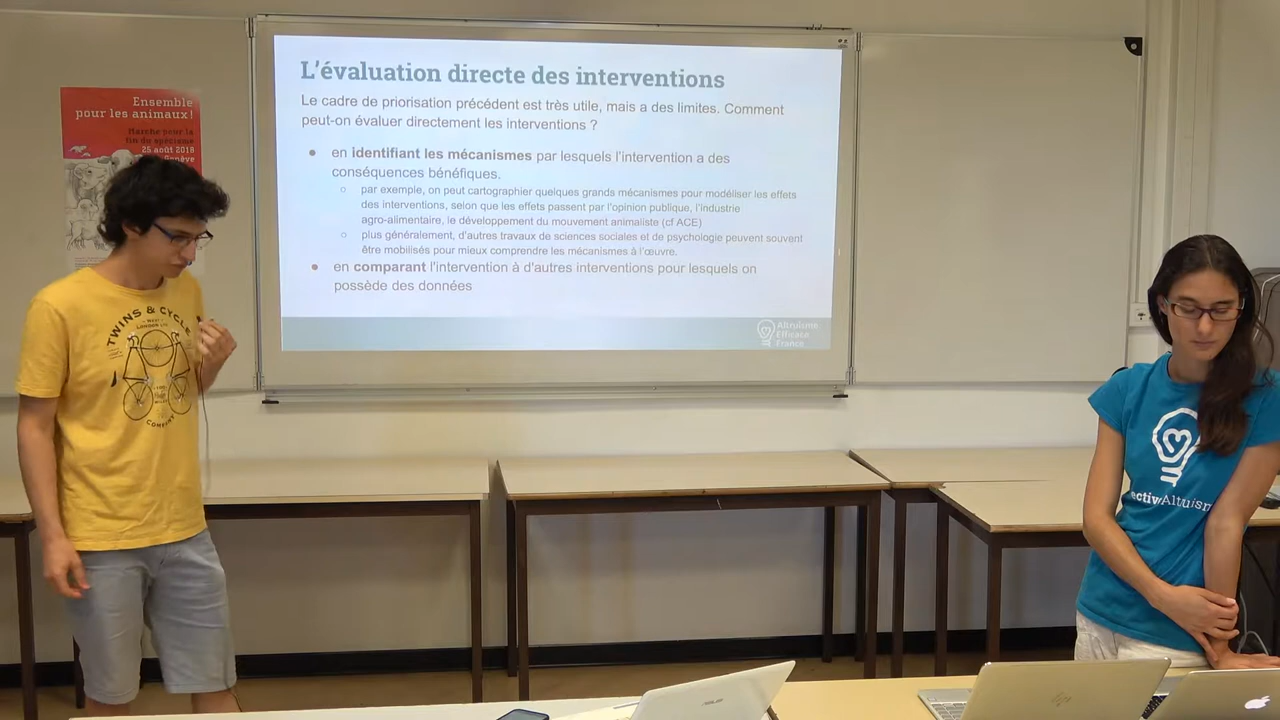 L'évaluation directe des interventions
Le cadre de priorisation précédent est très utile, mais a des limites. Comment
peut-on évaluer directement les interventions ?
● en identifiant les mécanismes par lesquels l'intervention a des
conséquences bénéfiques.
○ par exemple, on peut cartographier quelques grands mécanismes pour modéliser les effets
des interventions, selon que les effets passent par l'opinion publique, l'industrie
agro-alimentaire, le développement du mouvement animaliste (cf ACE)
○ plus généralement, d'autres travaux de sciences sociales et de psychologie peuvent souvent
être mobilisés pour mieux comprendre les mécanismes à l'œuvre.
● en comparant l'intervention à d'autres interventions pour lesquels on
possède des données
Altruisme
Efficace
France
Ensemble
pour les animaux!
Marche pour la
fin du spécisme
25 août 2018
Genève
TWINS & CYCLE
LONDON
COMPANY
ectiveAltuism
ASUS
hp